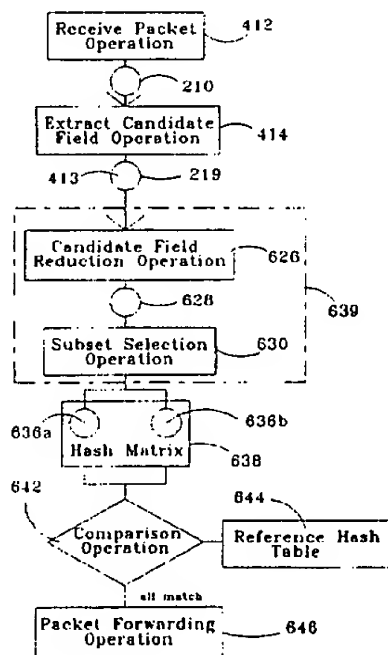 Receive Packet
Operation
412
210
Extract Candidate
Field Operation
414
413
219
Candidate Field
Reduction Operation
626
628
639
Subset Selection
Operation
630
636a
636b
Hash Matrix
638
642
644
Comparison
Operation
Reference Hash
Table
all match
Packet Forwarding
Operation
646